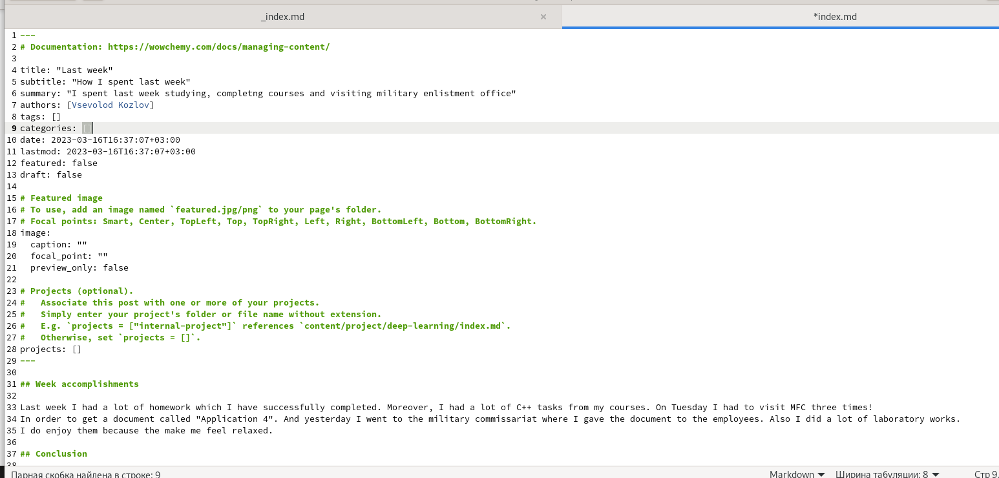 _index.md ×
*index.md
1 ---
2 # Documentation: https://wowchemy.com/docs/managing-content/
3
4 title: "Last week"
5 subtitle: "How I spent last week"
6 summary: "I spent last week studying, completng courses and visiting military enlistment office"
7 authors: [Vsevolod Kozlov]
8 tags: []
9 categories: []
10 date: 2023-03-16T16:37:07+03:00
11 lastmod: 2023-03-16T16:37:07+03:00
12 featured: false
13 draft: false
14
15 # Featured image
16 # To use, add an image named `featured.jpg/png` to your page's folder.
17 # Focal points: Smart, Center, TopLeft, Top, TopRight, Left, Right, BottomLeft, Bottom, BottomRight.
18 image:
19   caption: ""
20   focal_point: ""
21   preview_only: false
22
23 # Projects (optional).
24 #   Associate this post with one or more of your projects.
25 #   Simply enter your project's folder or file name without extension.
26 #   E.g. `projects = ["internal-project"]` references `content/project/deep-learning/index.md`.
27 #   Otherwise, set `projects = []`.
28 projects: []
29 ---
30
31 ## Week accomplishments
32
33 Last week I had a lot of homework which I have successfully completed. Moreover, I had a lot of C++ tasks from my courses. On Tuesday I had to visit MFC three times!
34 In order to get a document called "Application 4". And yesterday I went to the military commissariat where I gave the document to the employees. Also I did a lot of laboratory works.
35 I do enjoy them because the make me feel relaxed.
36
37 ## Conclusion
38
Парная скобка найдена в строке: 9 Markdown Ширина табуляции: 8 Стр 9,